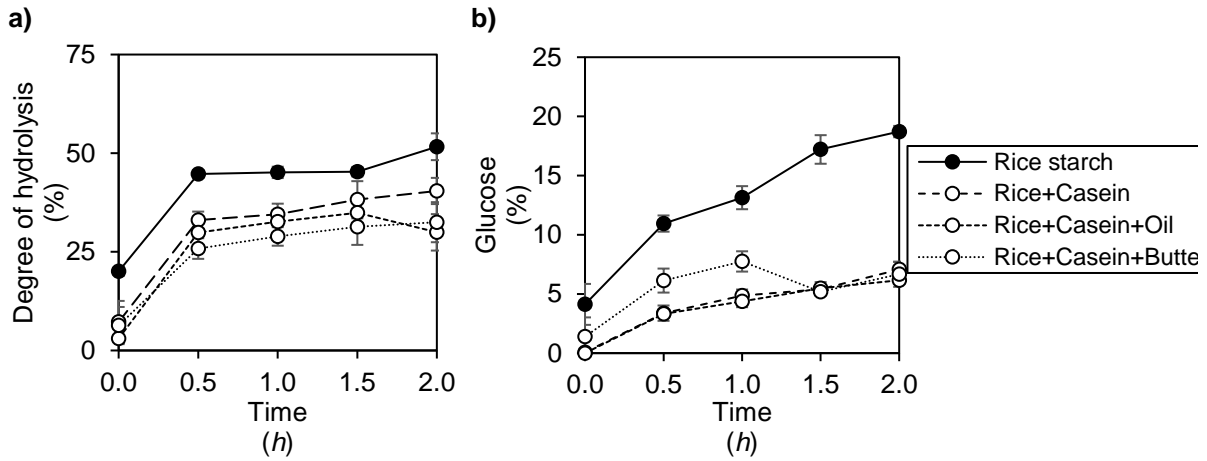 a)
75
50
25
0
Degree of hydrolysis
(%)
0.0 0.5 1.0 1.5 2.0
Time
(h)
b)
25
20
15
10
5
0
Glucose
(%)
0.0 0.5 1.0 1.5 2.0
Time
(h)
Rice starch
Rice+Casein
Rice+Casein+Oil
Rice+Casein+Butte